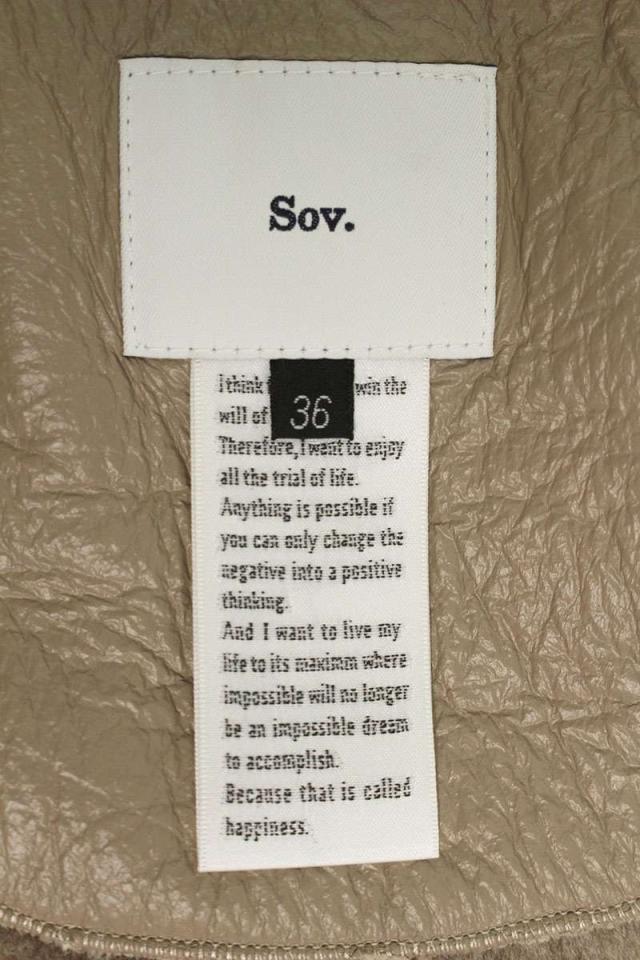 Sov.
36
I think win the
will of
Therefore, I want to enjoy
all the trial of life.
Anything is possible if
you can only change the
negative into a positive
thinking.
And I want to live my
life to its maximm where
impossible will no longer
be an impossible dream
to accomplish.
Because that is called
happiness.